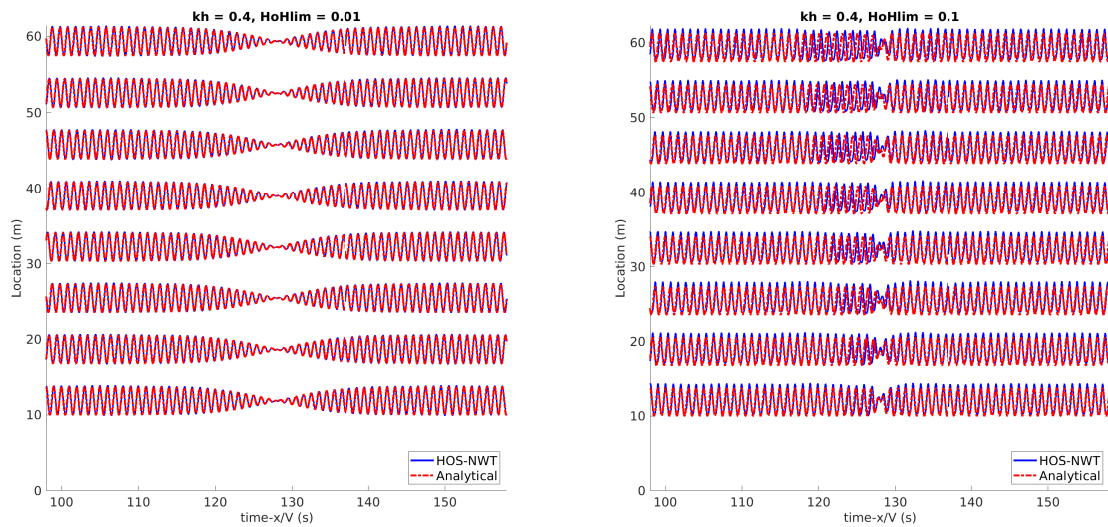 kh = 0.4, HoHlim = 0.01
60
50
40
30
20
10
0
Location (m)
100
110
120
130
140
150
time-x/V (s)
HOS-NWT
Analytical
kh = 0.4, HoHlim = 0.1
60
50
40
30
20
10
0
Location (m)
100
110
120
130
140
150
time-x/V (s)
HOS-NWT
Analytical